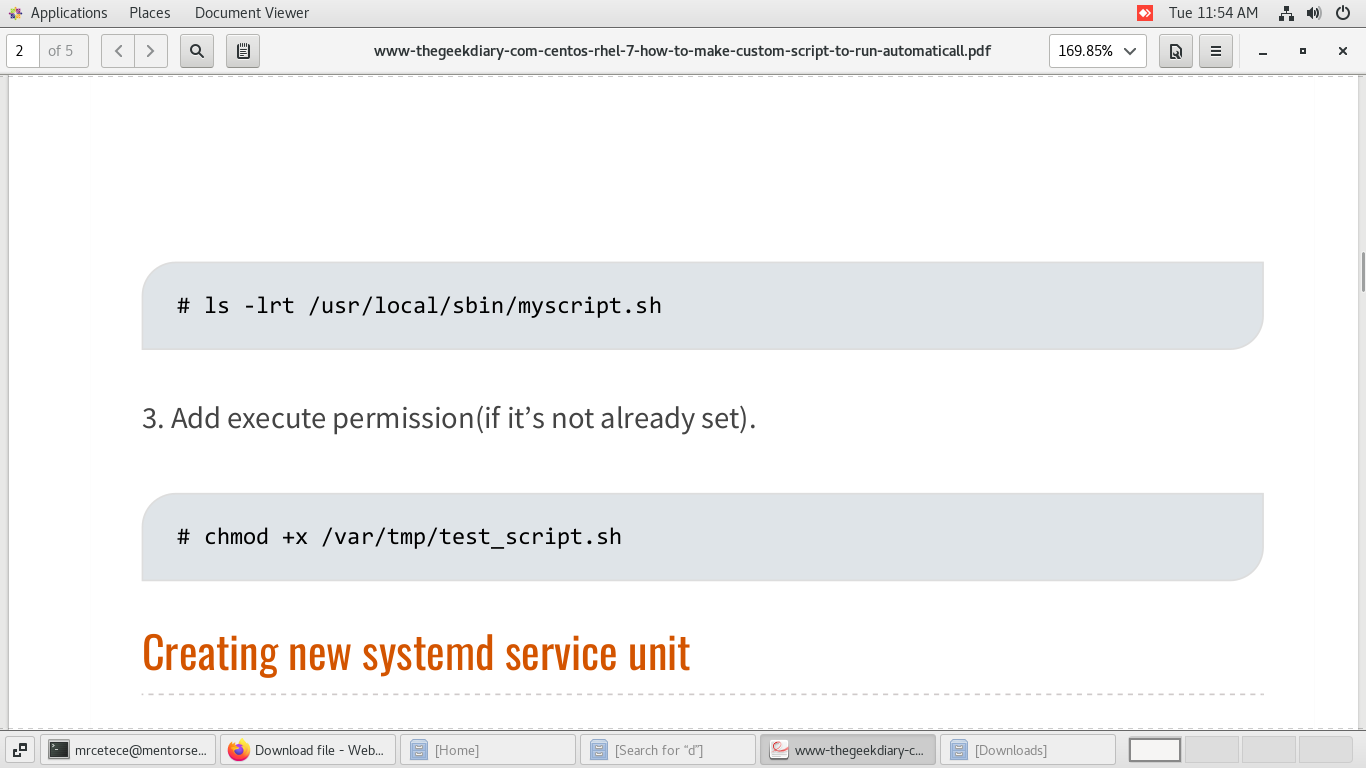 Applications Places Document Viewer Tue 11:54 AM
2 of 5 www-thegeekdiary-com-centos-rhel-7-how-to-make-custom-script-to-run-automaticall.pdf 169.85%
# ls -lrt /usr/local/sbin/myscript.sh
3. Add execute permission(if it’s not already set).
# chmod +x /var/tmp/test_script.sh
Creating new systemd service unit
mrcetece@mentorse... Download file - Web... [Home] [Search for “d”] www-thegeekdiary-c... [Downloads]